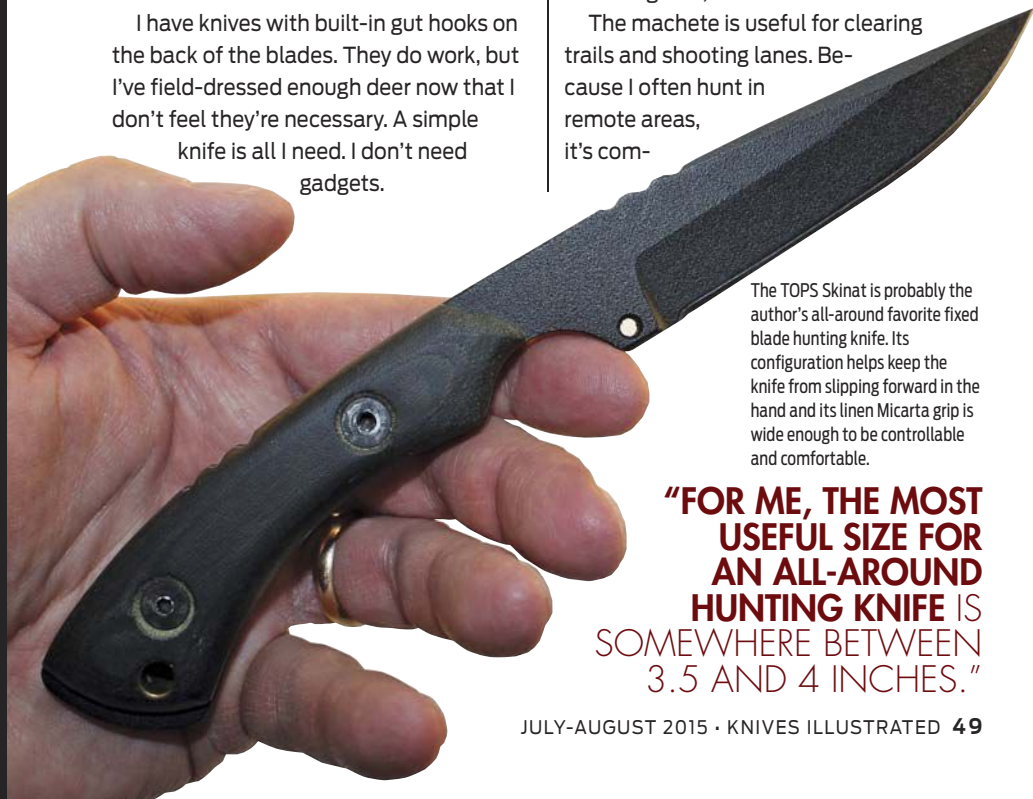 I have knives with built-in gut hooks on
the back of the blades. They do work, but
I've field-dressed enough deer now that I
don't feel they're necessary. A simple
knife is all I need. I don't need
gadgets.
The machete is useful for clearing
trails and shooting lanes. Be-
cause I often hunt in
remote areas,
it's com-
The TOPS Skinat is probably the
author's all-around favorite fixed
blade hunting knife. Its
configuration helps keep the
knife from slipping forward in the
hand and its linen Micarta grip is
wide enough to be controllable
and comfortable.
“FOR ME, THE MOST
USEFUL SIZE FOR
AN ALL-AROUND
HUNTING KNIFE IS
SOMEWHERE BETWEEN
3.5 AND 4 INCHES.”
JULY-AUGUST 2015 · KNIVES ILLUSTRATED 49